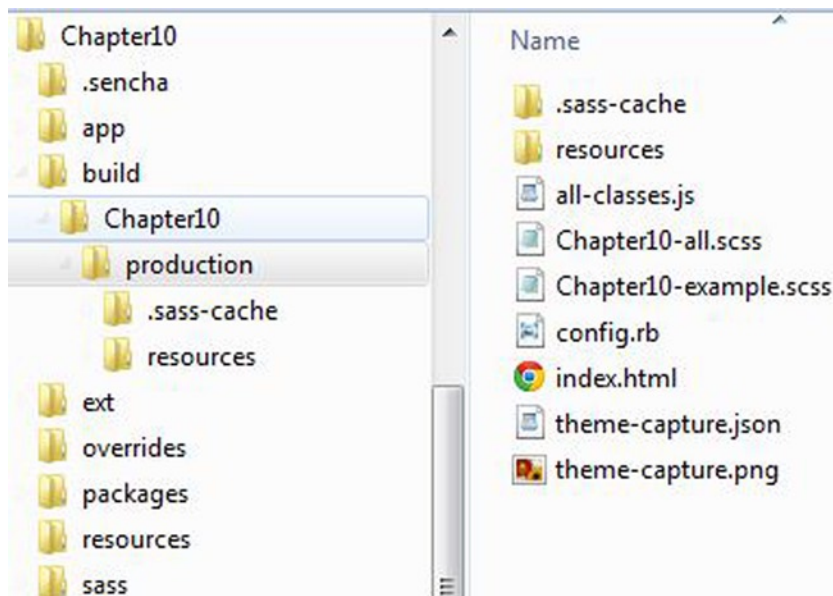 Chapter10
.sencha
app
build
Chapter10
production
.sass-cache
resources
ext
overrides
packages
resources
sass
Name
.sass-cache
resources
all-classes.js
Chapter10-all.scss
Chapter10-example.scss
config.rb
index.html
theme-capture.json
theme-capture.png